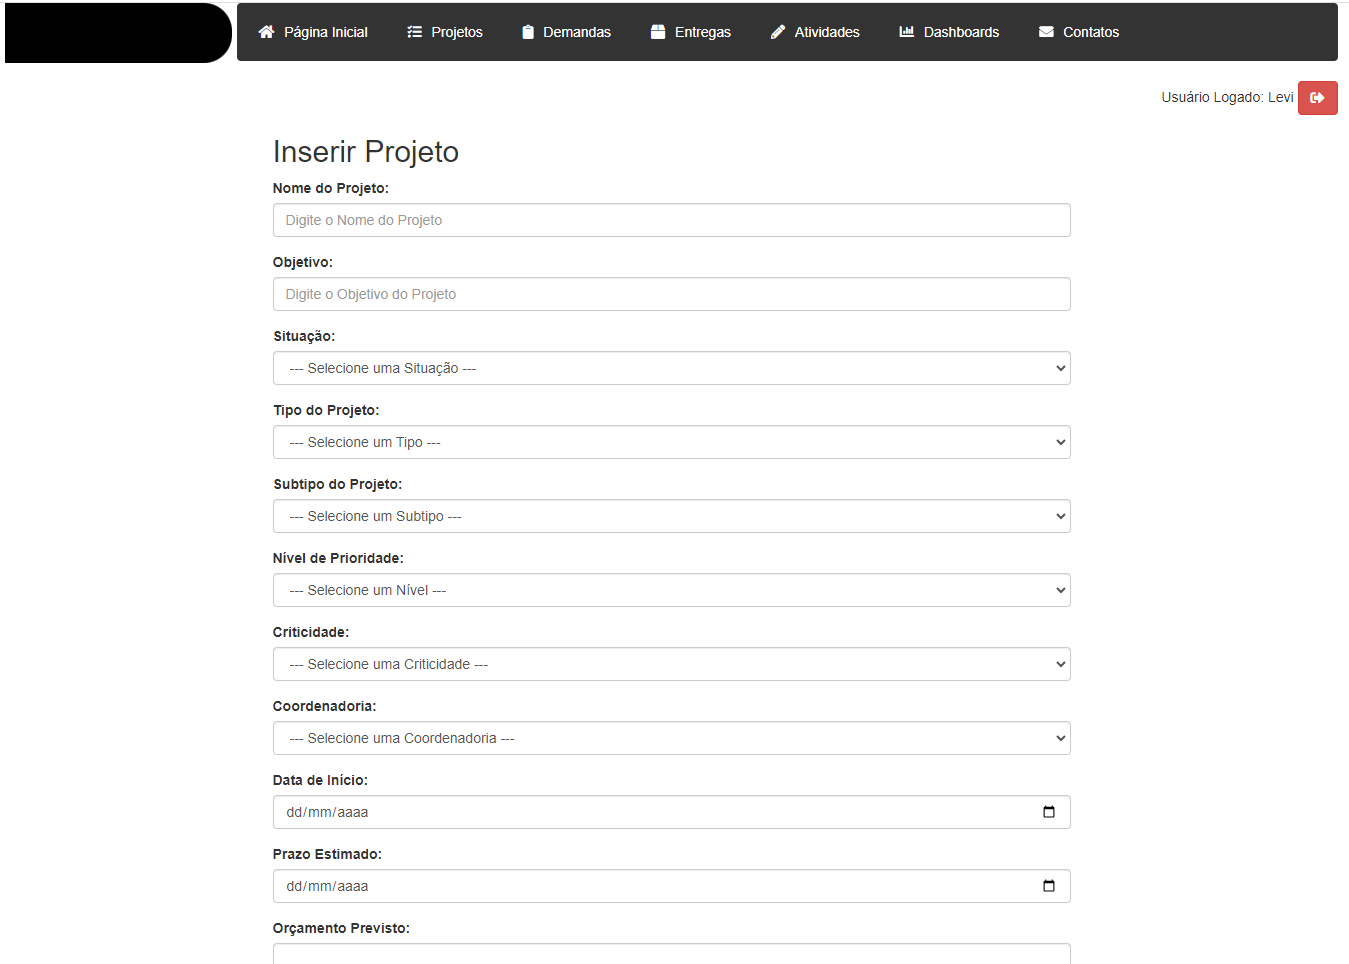 Página Inicial Projetos Demandas Entregas Atividades Dashboards Contatos
Usuário Logado: Levi
Inserir Projeto
Nome do Projeto:
Digite o Nome do Projeto
Objetivo:
Digite o Objetivo do Projeto
Situação:
--- Selecione uma Situação ---
Tipo do Projeto:
--- Selecione um Tipo ---
Subtipo do Projeto:
--- Selecione um Subtipo ---
Nível de Prioridade:
--- Selecione um Nível ---
Criticidade:
--- Selecione uma Criticidade ---
Coordenadoria:
--- Selecione uma Coordenadoria ---
Data de Início:
dd/mm/aaaa
Prazo Estimado:
dd/mm/aaaa
Orçamento Previsto: